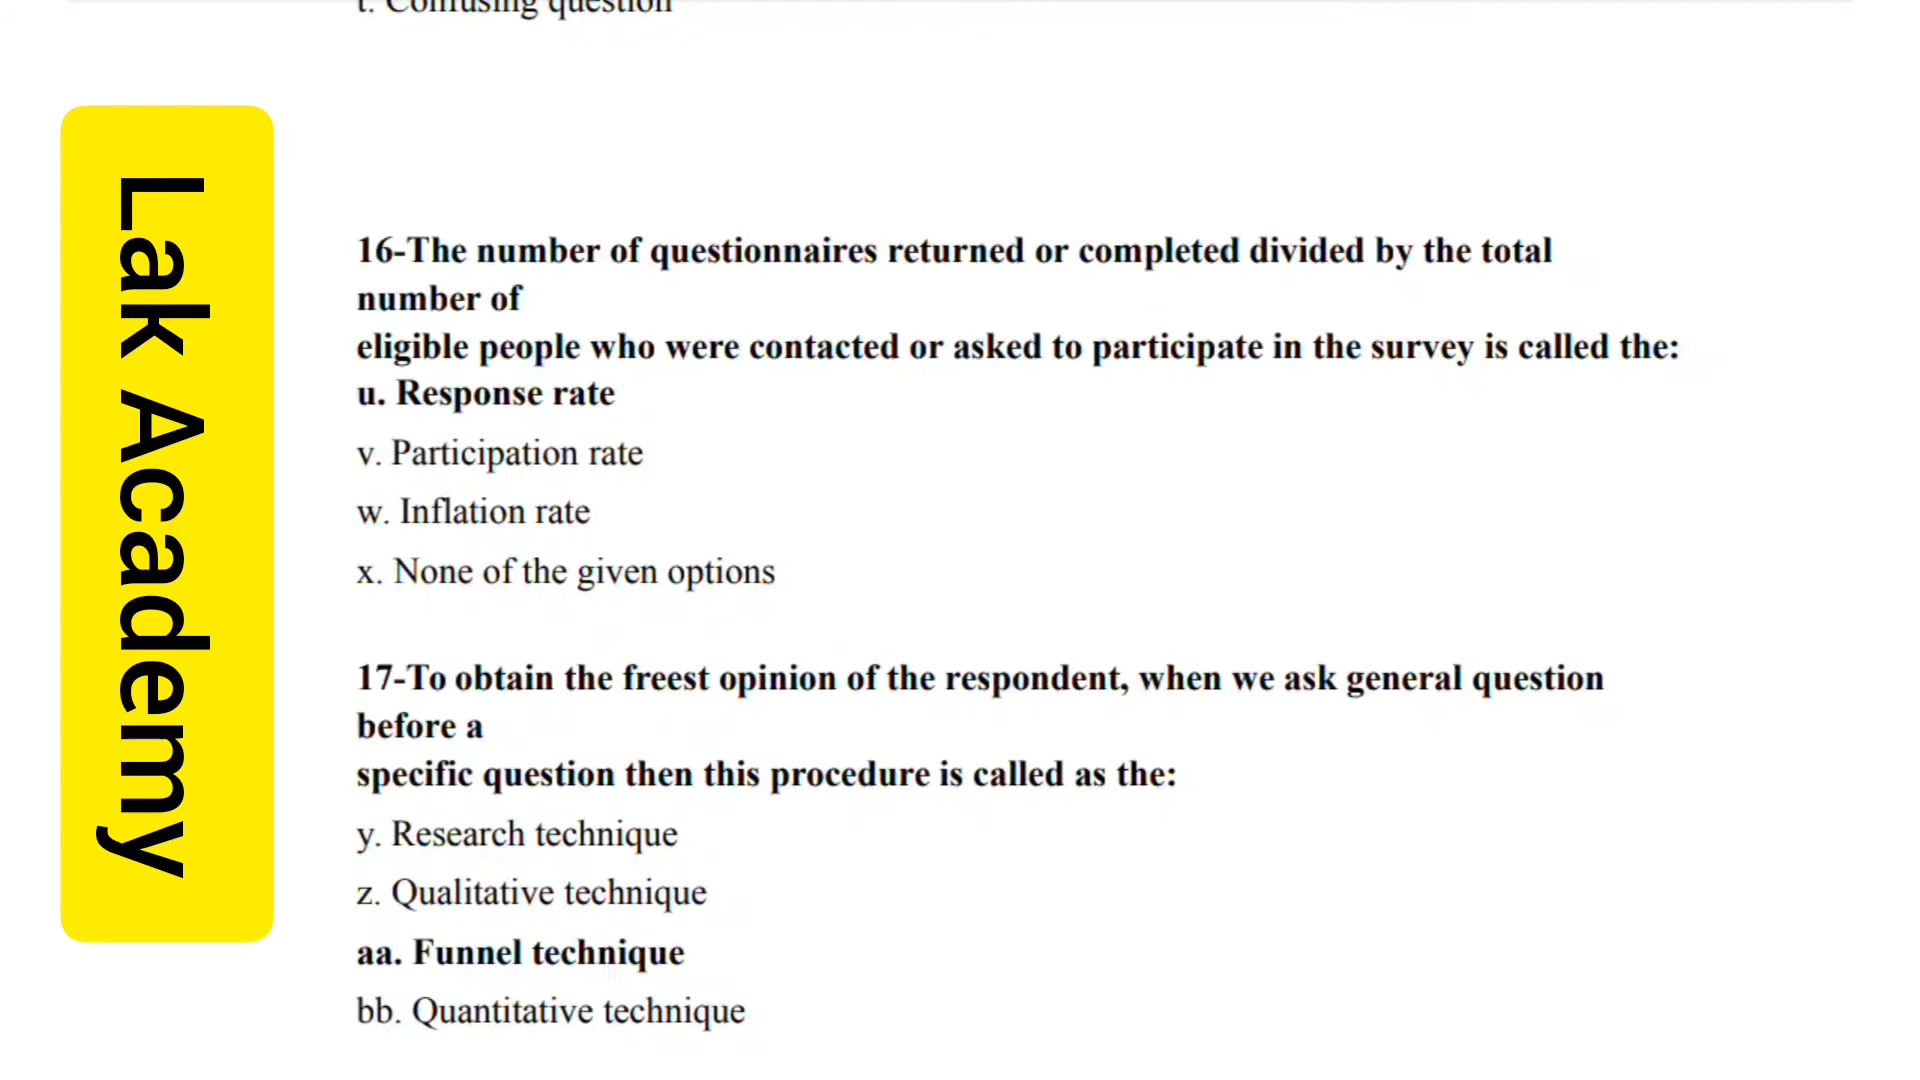 t. Confusing question
Lak Academy
16-The number of questionnaires returned or completed divided by the total
number of
eligible people who were contacted or asked to participate in the survey is called the:
u. Response rate
v. Participation rate
w. Inflation rate
x. None of the given options
17-To obtain the freest opinion of the respondent, when we ask general question
before a
specific question then this procedure is called as the:
y. Research technique
z. Qualitative technique
aa. Funnel technique
bb. Quantitative technique